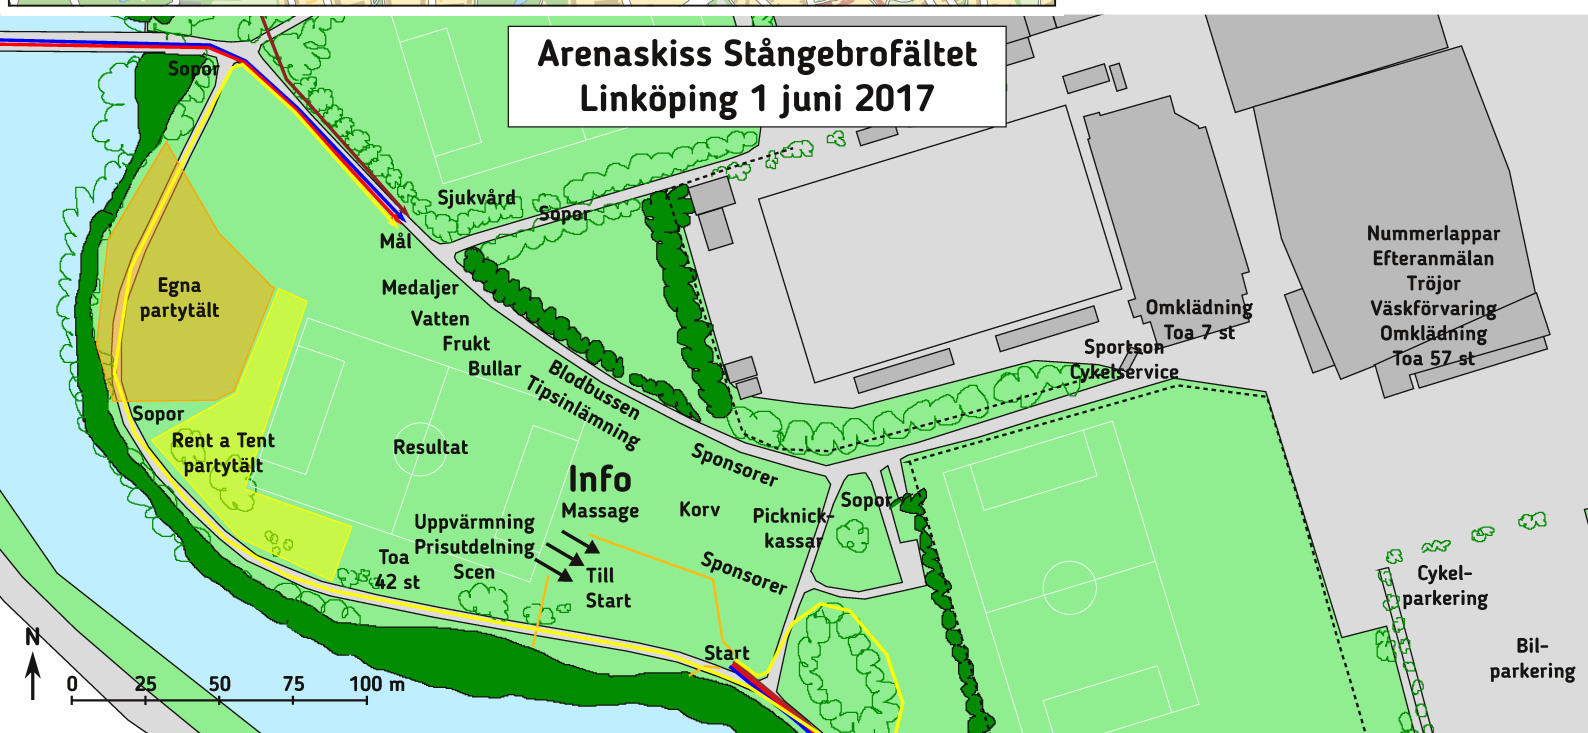 Arenaskiss Stångebrofältet
Linköping 1 juni 2017
Sopor
Sjukvård
Sopor
Mål
Medaljer
Vatten
Frukt
Bullar
Egna
partytält
Sopor
Rent a Tent
partytält
Resultat
Blodbussen
Tipsinlämning
Sponsorer
Info
Massage
Korv
Picknick-
kassar
Sopor
Uppvärmning
Prisutdelning
Scen
Toa
42 st
Till
Start
Sponsorer
Start
Omklädning
Toa 7 st
Sportson
Cykelservice
Nummerlappar
Efteranmälan
Tröjor
Väskförvaring
Omklädning
Toa 57 st
Cykel-
parkering
Bil-
parkering
N
0 25 50 75 100 m